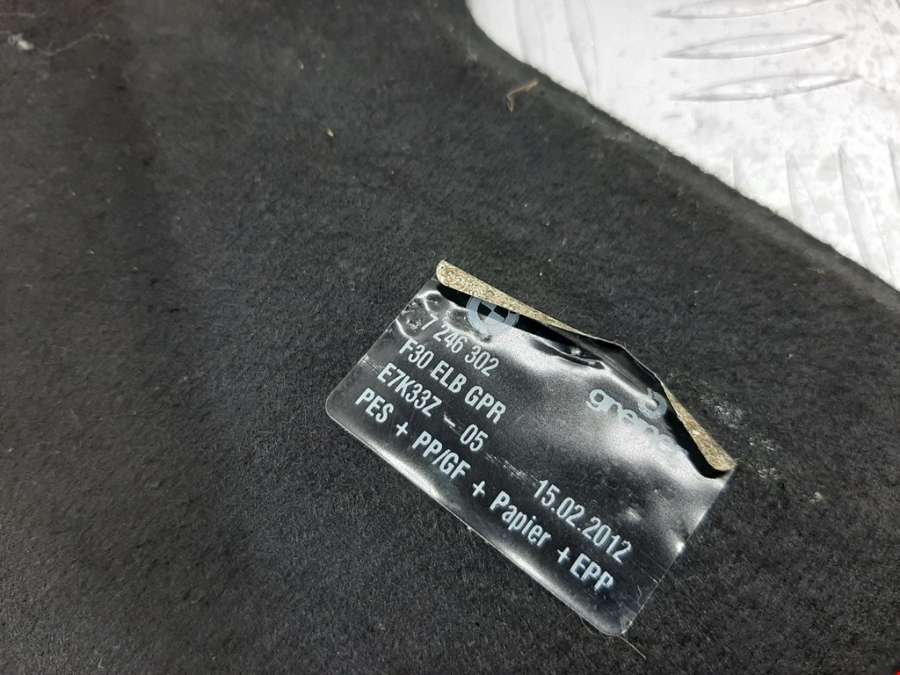 7 246 302
F30 ELB GPR
E7K33Z - 05
15.02.2012
PES + PP/GF + Papier + EPP